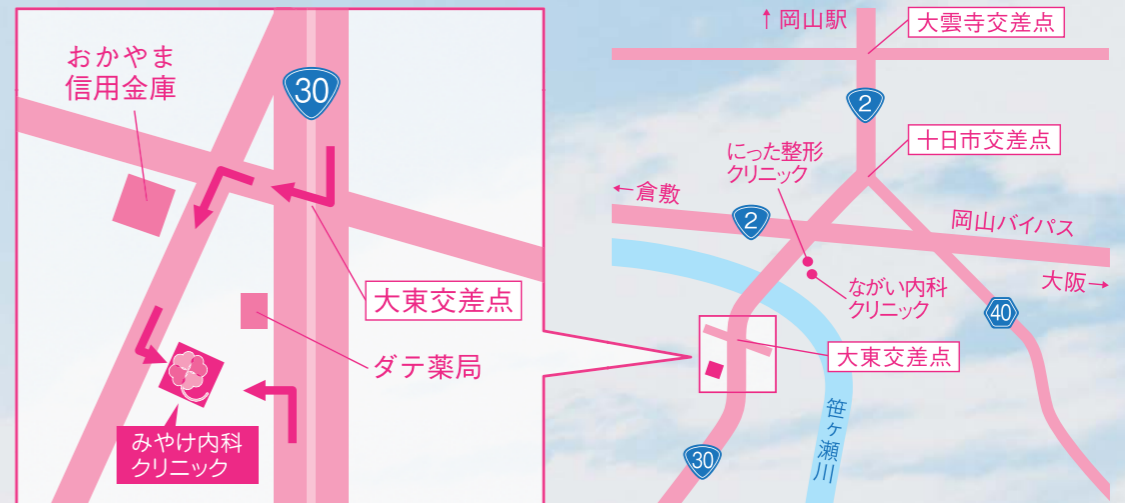 おかやま
信用金庫
30
大東交差点
ダテ薬局
みやけ内科
クリニック
↑岡山駅
大雲寺交差点
2
十日市交差点
にった整形
クリニック
←倉敷
2
岡山バイパス
大阪→
ながい内科
クリニック
40
大東交差点
笹ヶ瀬川
30